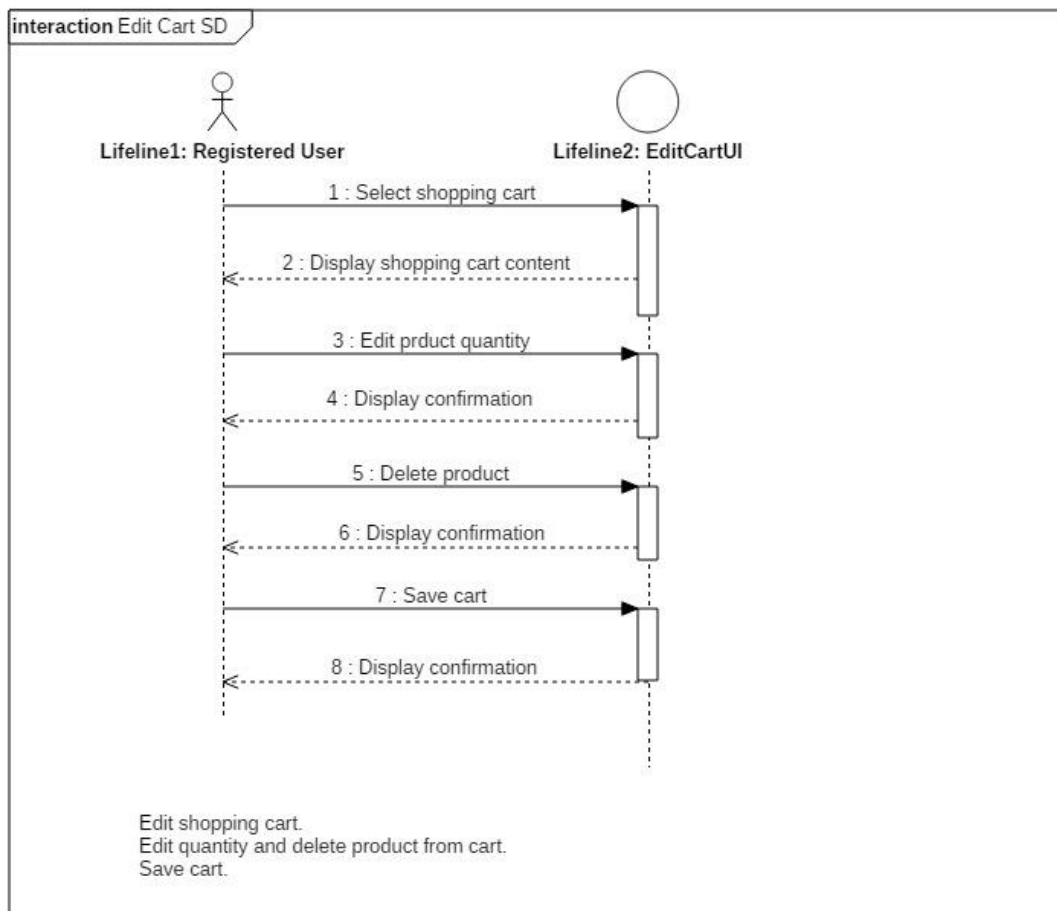 interaction Edit Cart SD
Lifeline1: Registered User
Lifeline2: EditCartUI
1 : Select shopping cart
2 : Display shopping cart content
3 : Edit prduct quantity
4 : Display confirmation
5 : Delete product
6 : Display confirmation
7 : Save cart
8 : Display confirmation
Edit shopping cart.
Edit quantity and delete product from cart.
Save cart.